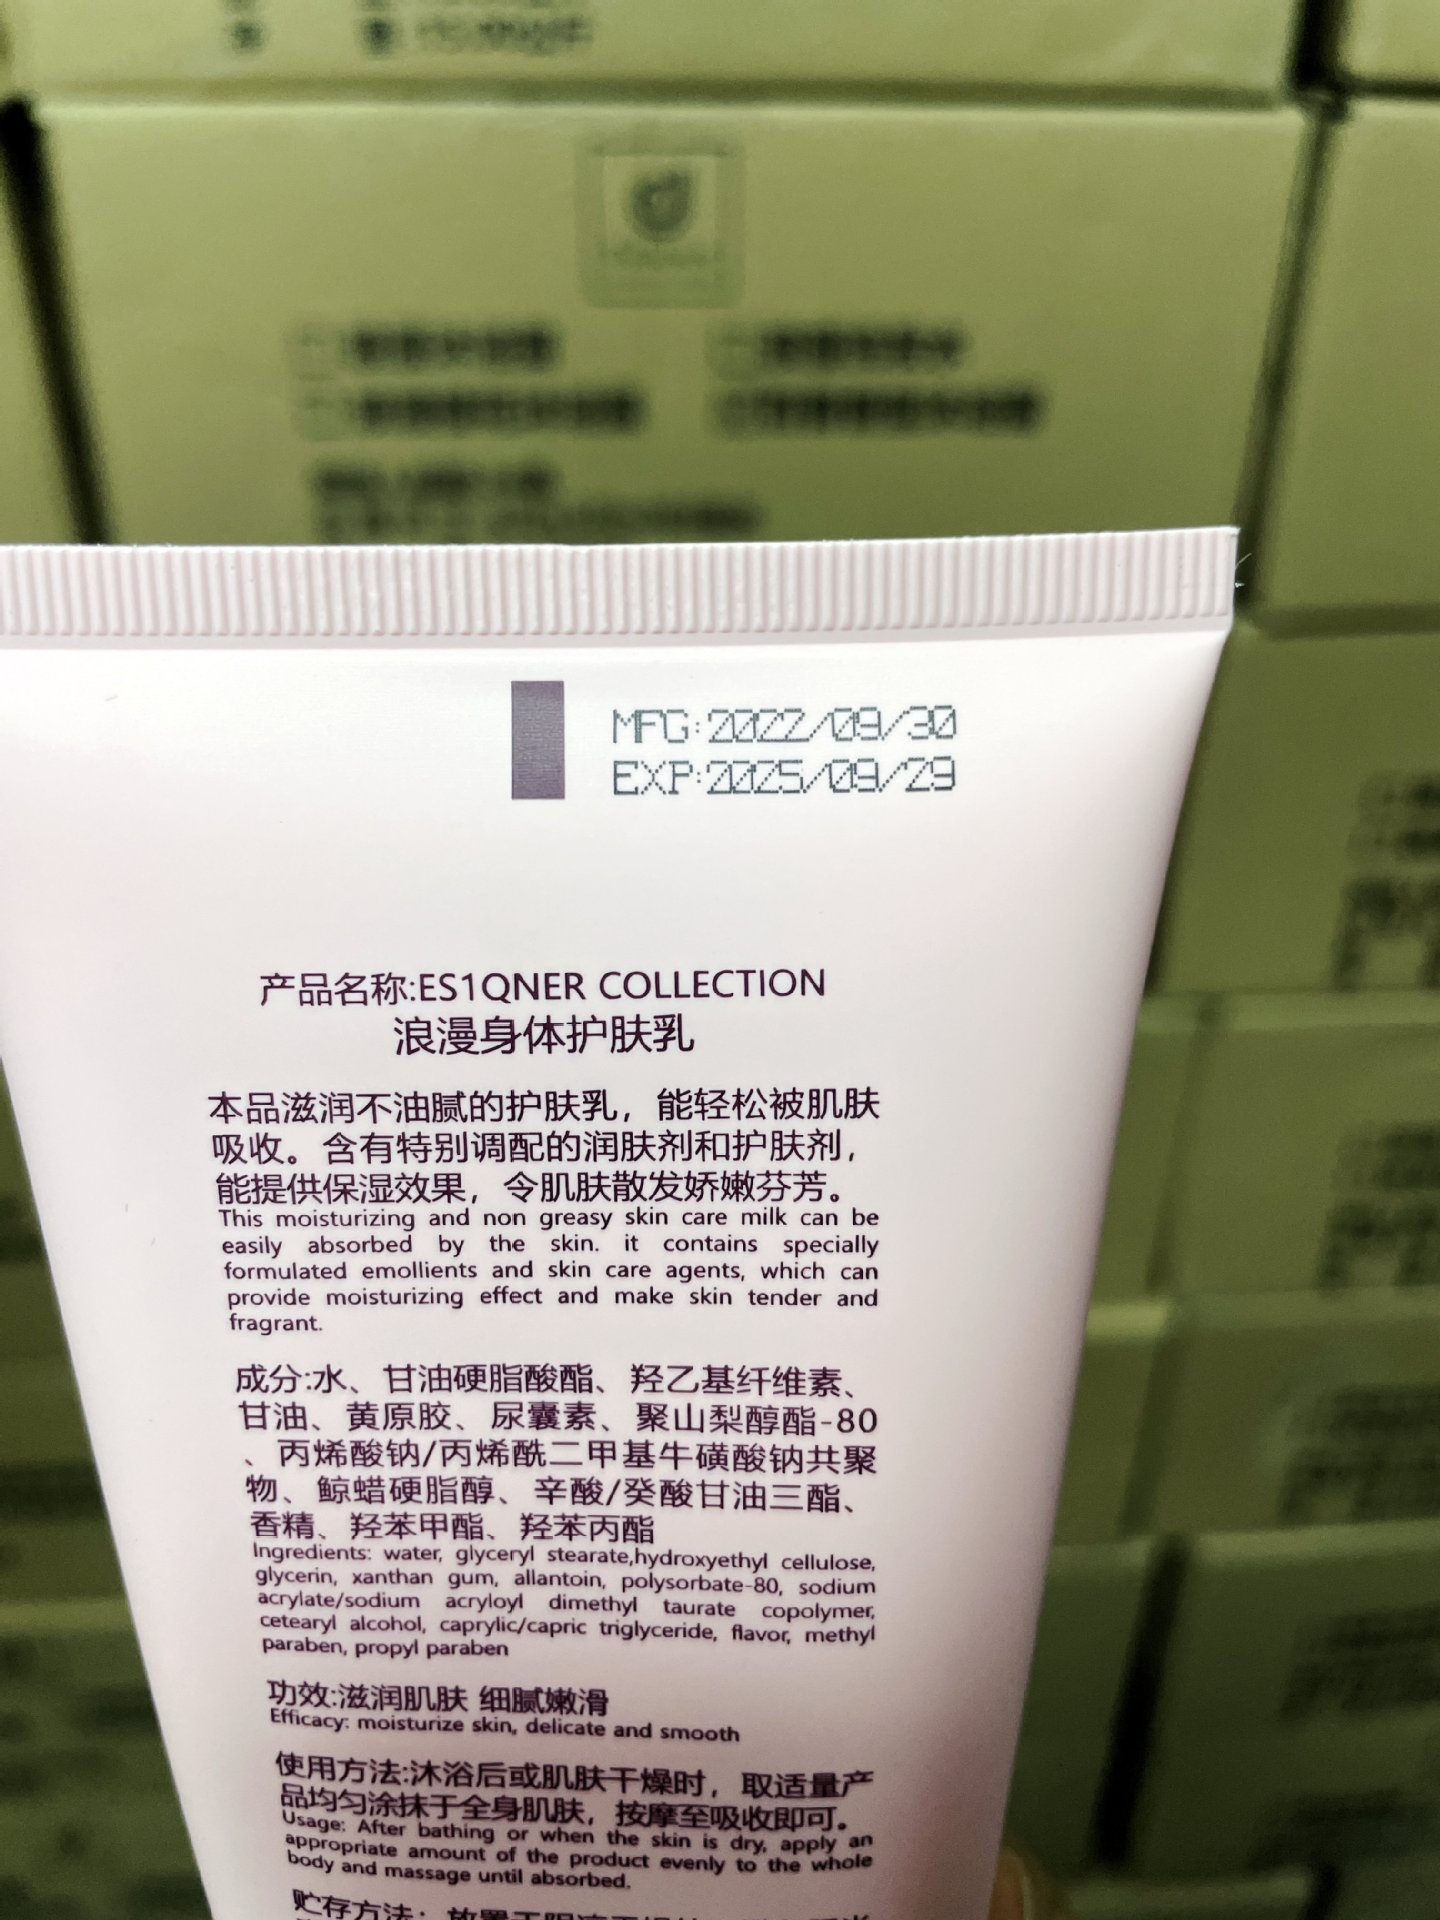 MFG:2022/09/30
EXP:2025/09/29
产品名称:ES1QNER COLLECTION
浪漫身体护肤乳
本品滋润不油腻的护肤乳，能轻松被肌肤
吸收。含有特别调配的润肤剂和护肤剂，
能提供保湿效果，令肌肤散发娇嫩芬芳。
This moisturizing and non greasy skin care milk can be
easily absorbed by the skin. it contains specially
formulated emollients and skin care agents, which can
provide moisturizing effect and make skin tender and
fragrant.
成分:水、甘油硬脂酸酯、羟乙基纤维素、
甘油、黄原胶、尿囊素、聚山梨醇酯-80
、丙烯酸钠/丙烯酰二甲基牛磺酸钠共聚
物、鲸蜡硬脂醇、辛酸/癸酸甘油三酯、
香精、羟苯甲酯、羟苯丙酯
Ingredients: water, glyceryl stearate,hydroxyethyl cellulose,
glycerin, xanthan gum, allantoin, polysorbate-80, sodium
acrylate/sodium acryloyl dimethyl taurate copolymer,
cetearyl alcohol, caprylic/capric triglyceride, flavor, methyl
paraben, propyl paraben
功效:滋润肌肤 细腻嫩滑
Efficacy: moisturize skin, delicate and smooth
使用方法:沐浴后或肌肤干燥时，取适量产
品均匀涂抹于全身肌肤，按摩至吸收即可。
Usage: After bathing or when the skin is dry, apply an
appropriate amount of the product evenly to the whole
body and massage until absorbed.
贮存方法：